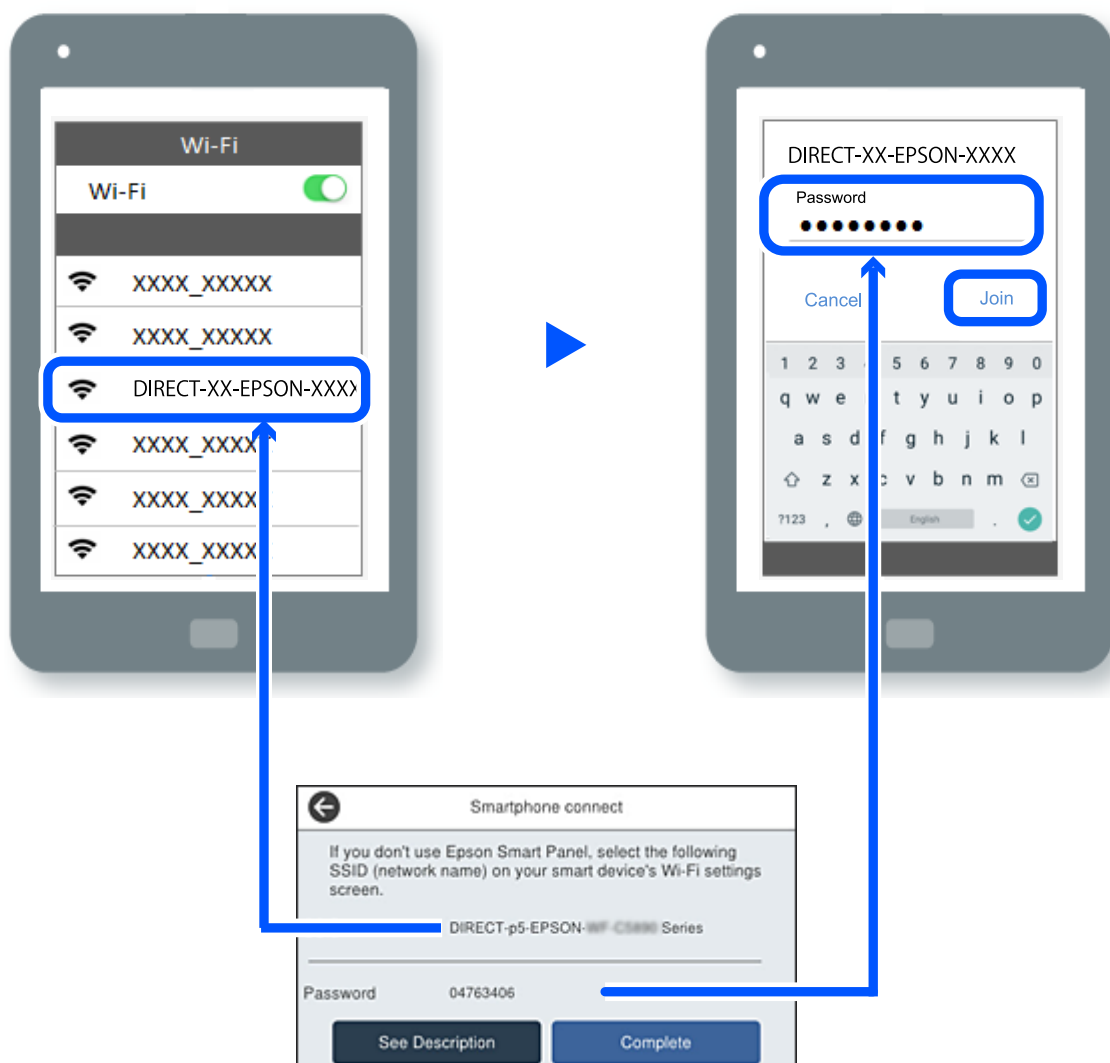 Wi-Fi
Wi-Fi
XXXX_XXXXX
XXXX_XXXXX
DIRECT-XX-EPSON-XXXX
XXXX_XXXX
XXXX_XXXX
XXXX_XXXX
DIRECT-XX-EPSON-XXXX
Password
Cancel
Join
1 2 3 5 6 7 8 9 0
q w e t y u i o p
a s d f g h j k l
z x c v b n m
?123 , English .
Smartphone connect
If you don't use Epson Smart Panel, select the following
SSID (network name) on your smart device's Wi-Fi settings
screen.
DIRECT-p5-EPSON- Series
Password 04763406
See Description Complete